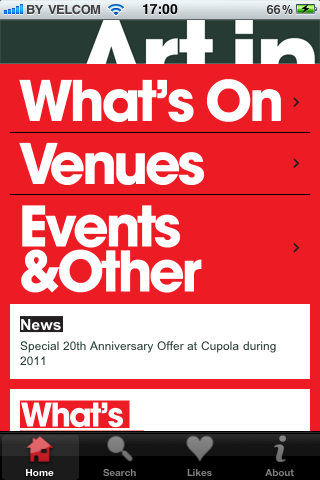 BY VELCOM 17:00 66%
Art in
What's On
Venues
Events
&Other
News
Special 20th Anniversary Offer at Cupola during
2011
What's
Home Search Likes About